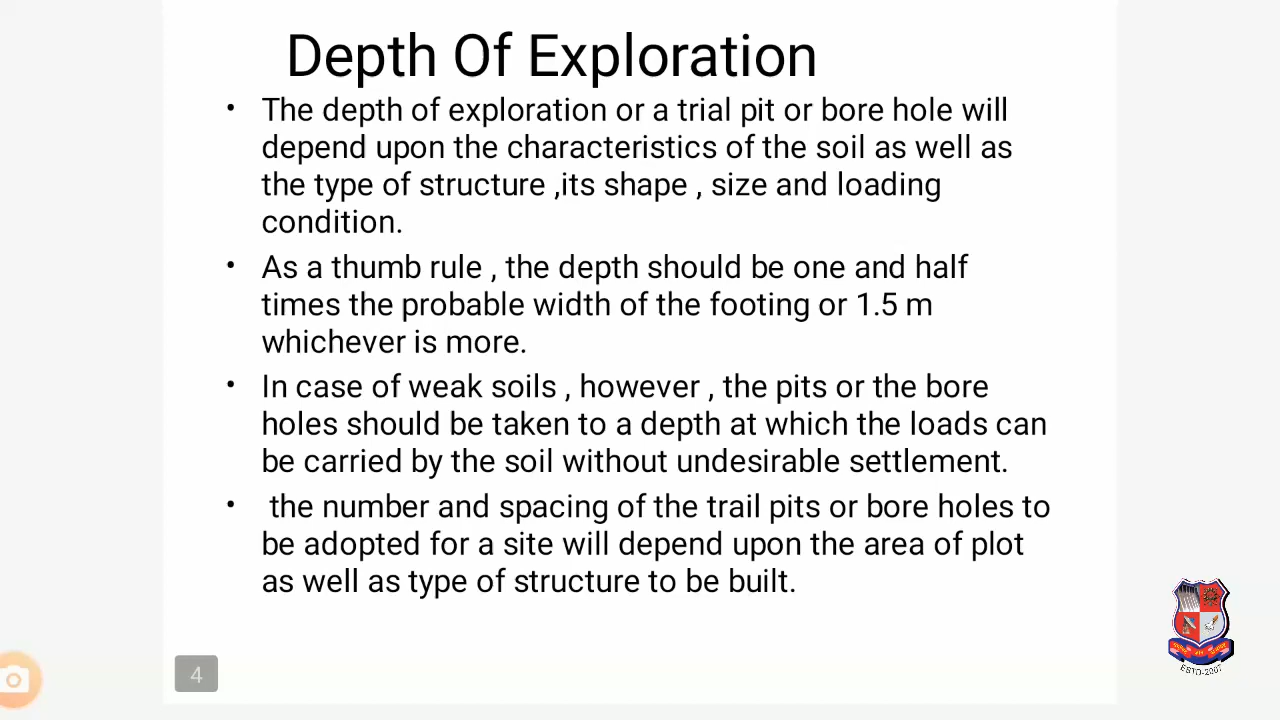 Depth Of Exploration
• The depth of exploration or a trial pit or bore hole will
depend upon the characteristics of the soil as well as
the type of structure ,its shape , size and loading
condition.
• As a thumb rule , the depth should be one and half
times the probable width of the footing or 1.5 m
whichever is more.
• In case of weak soils , however , the pits or the bore
holes should be taken to a depth at which the loads can
be carried by the soil without undesirable settlement.
• the number and spacing of the trail pits or bore holes to
be adopted for a site will depend upon the area of plot
as well as type of structure to be built.
4
ESTD-2007